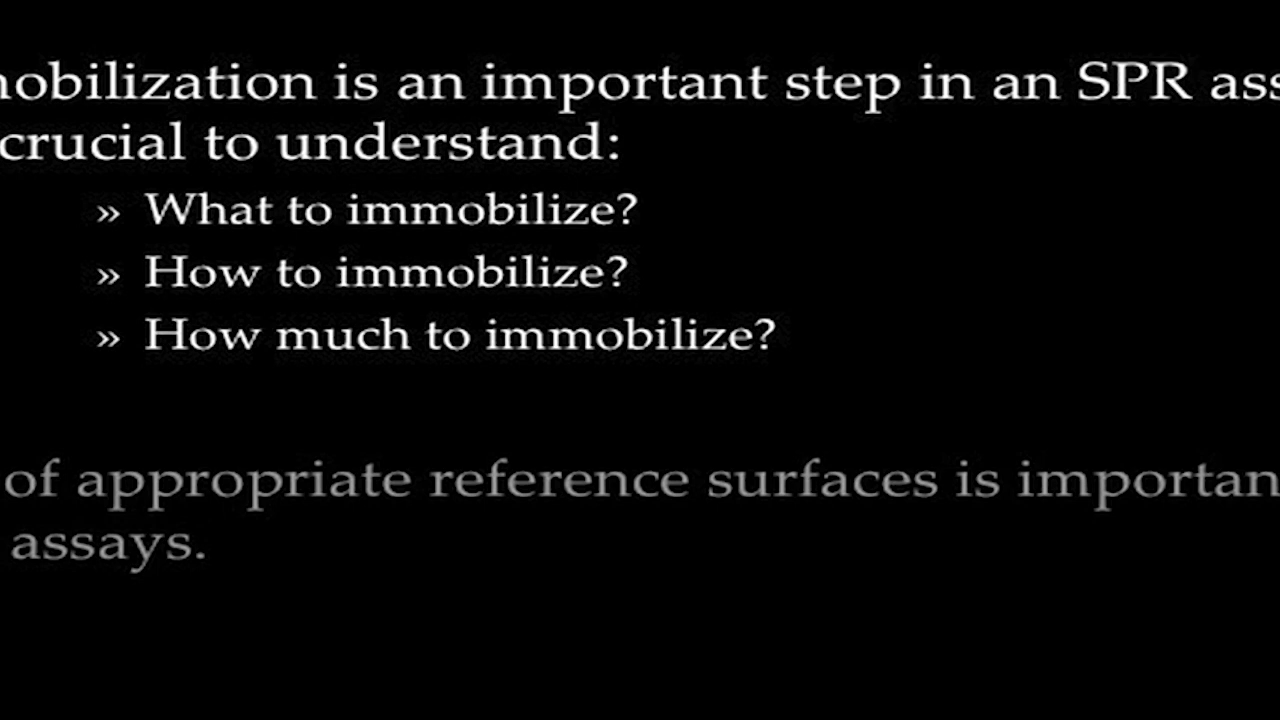 nobilization is an important step in an SPR ass
crucial to understand:
» What to immobilize?
» How to immobilize?
» How much to immobilize?
of appropriate reference surfaces is importan
assays.